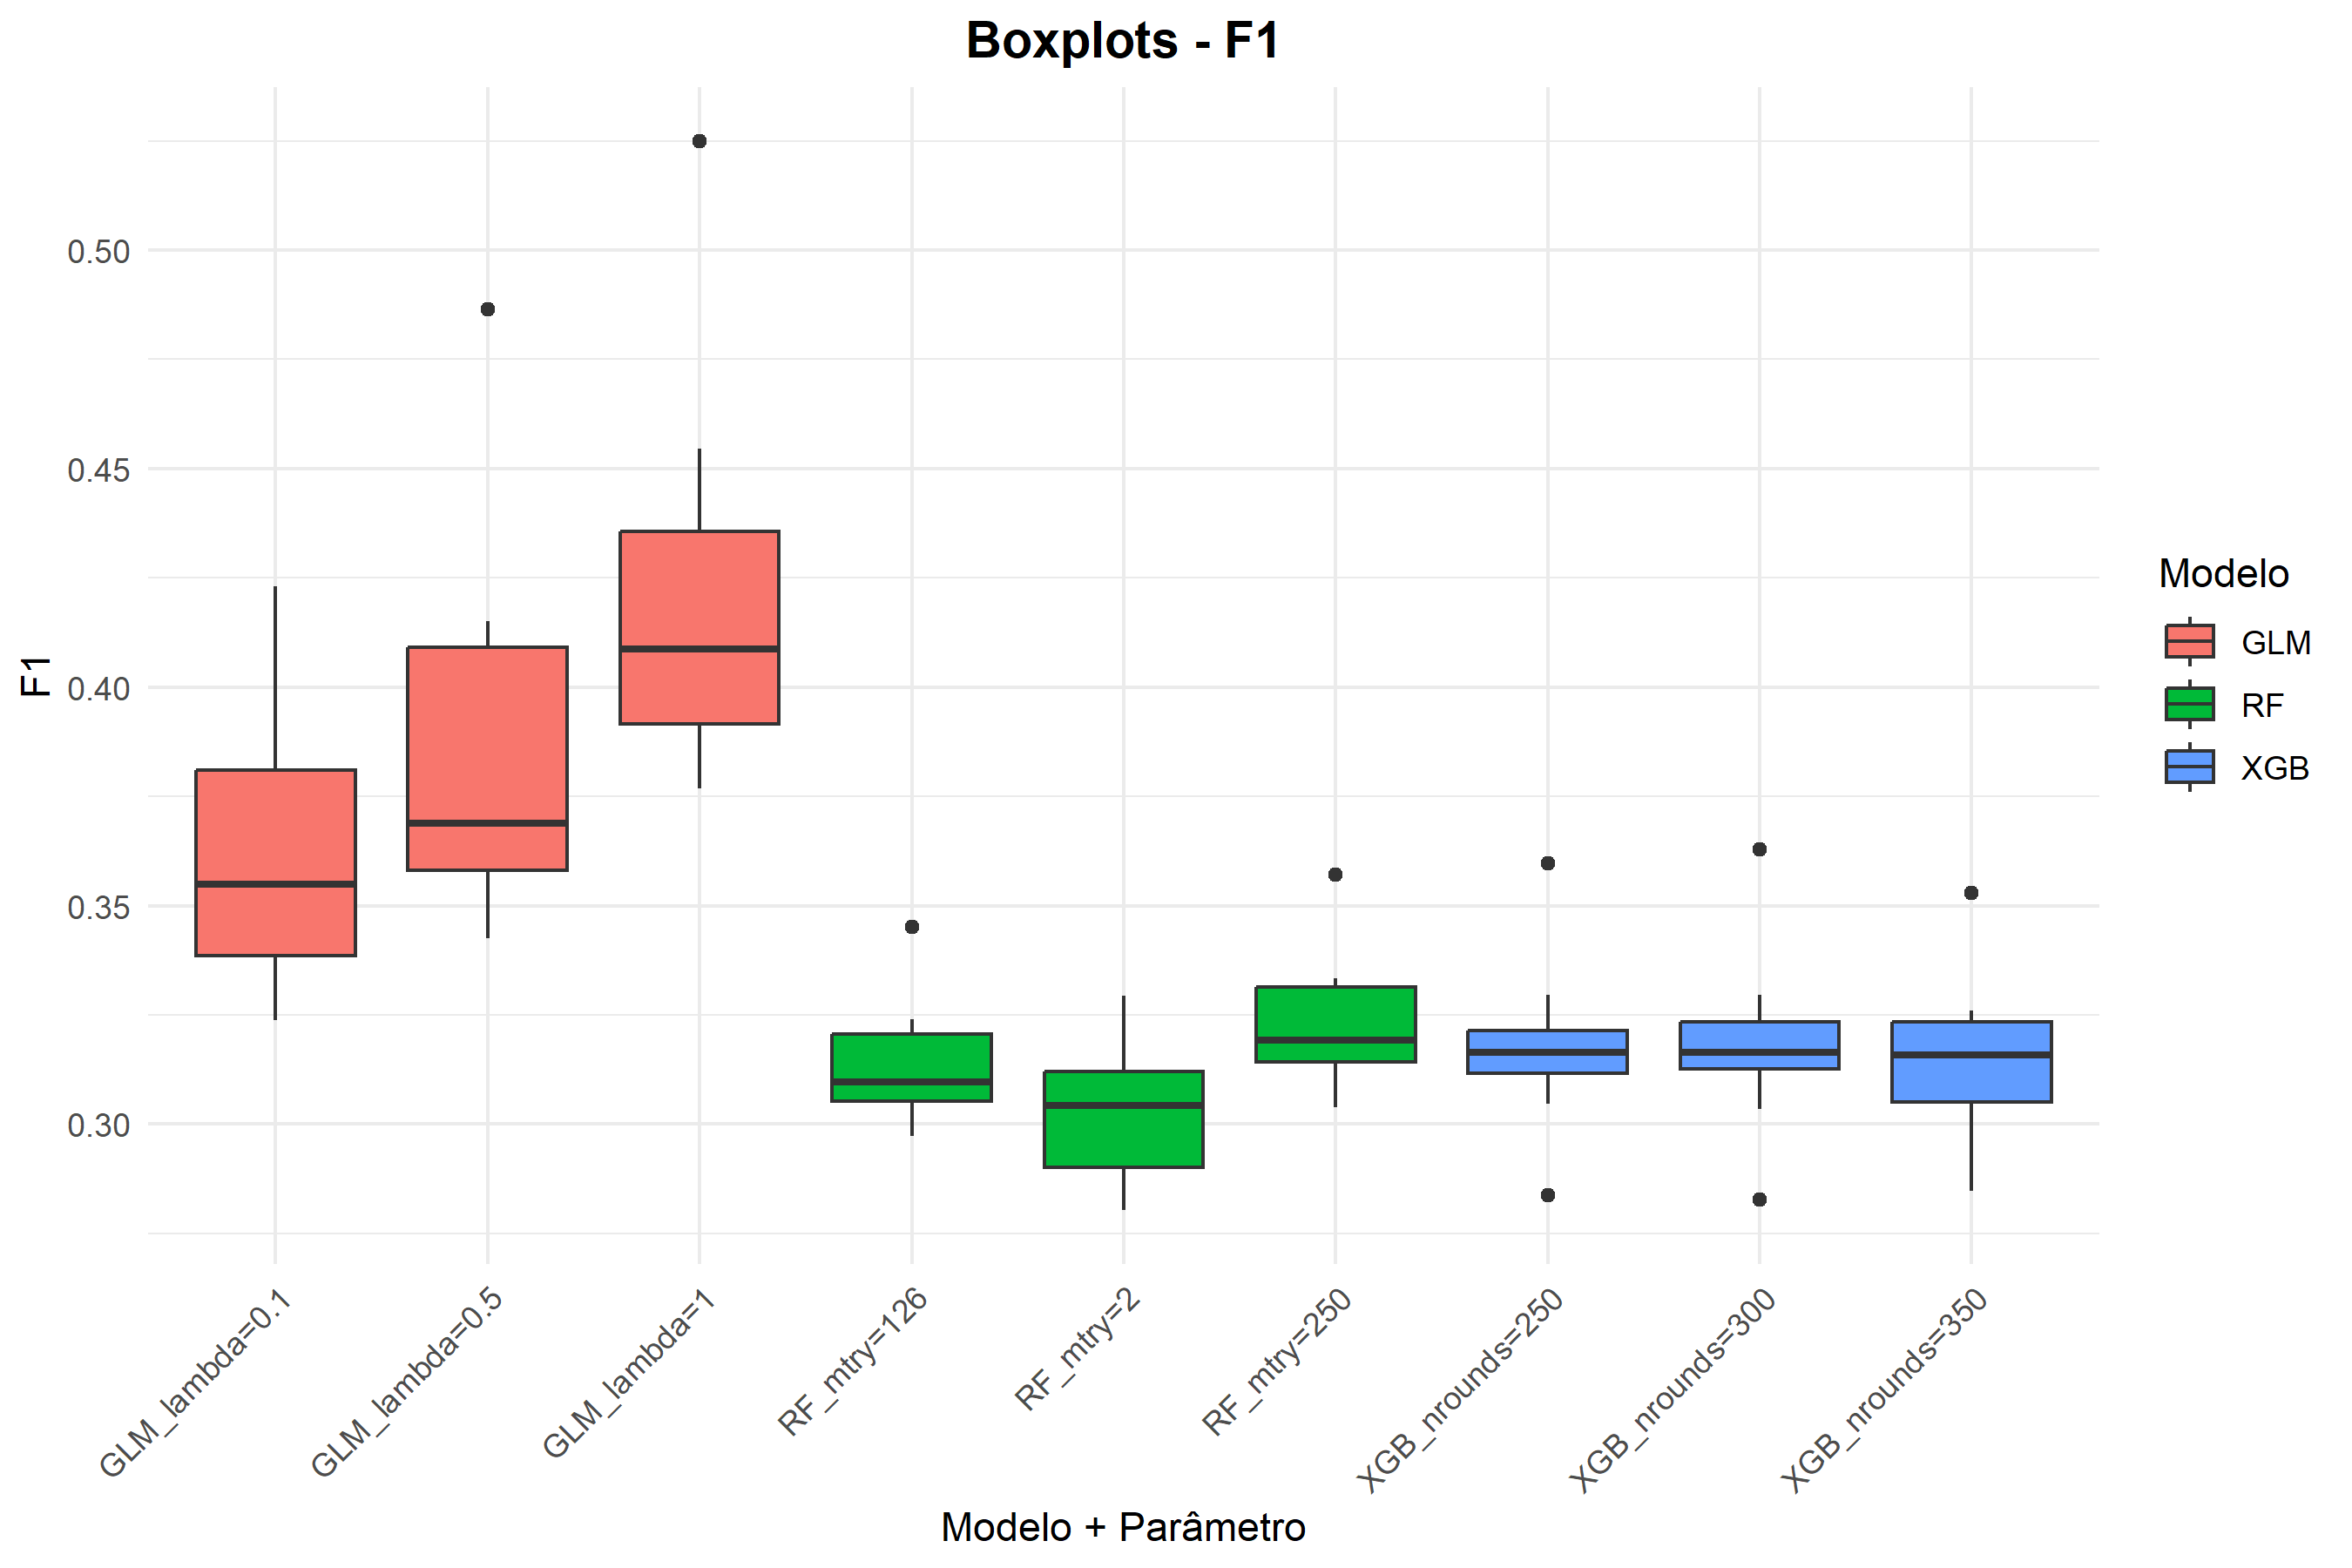 Boxplots - F1
F1
0.50
0.45
0.40
0.35
0.30
GLM_lambda=0.1
GLM_lambda=0.5
GLM_lambda=1
RF_mtry=126
RF_mtry=2
RF_mtry=250
XGB_nrounds=250
XGB_nrounds=300
XGB_nrounds=350
Modelo + Parâmetro
Modelo
GLM
RF
XGB